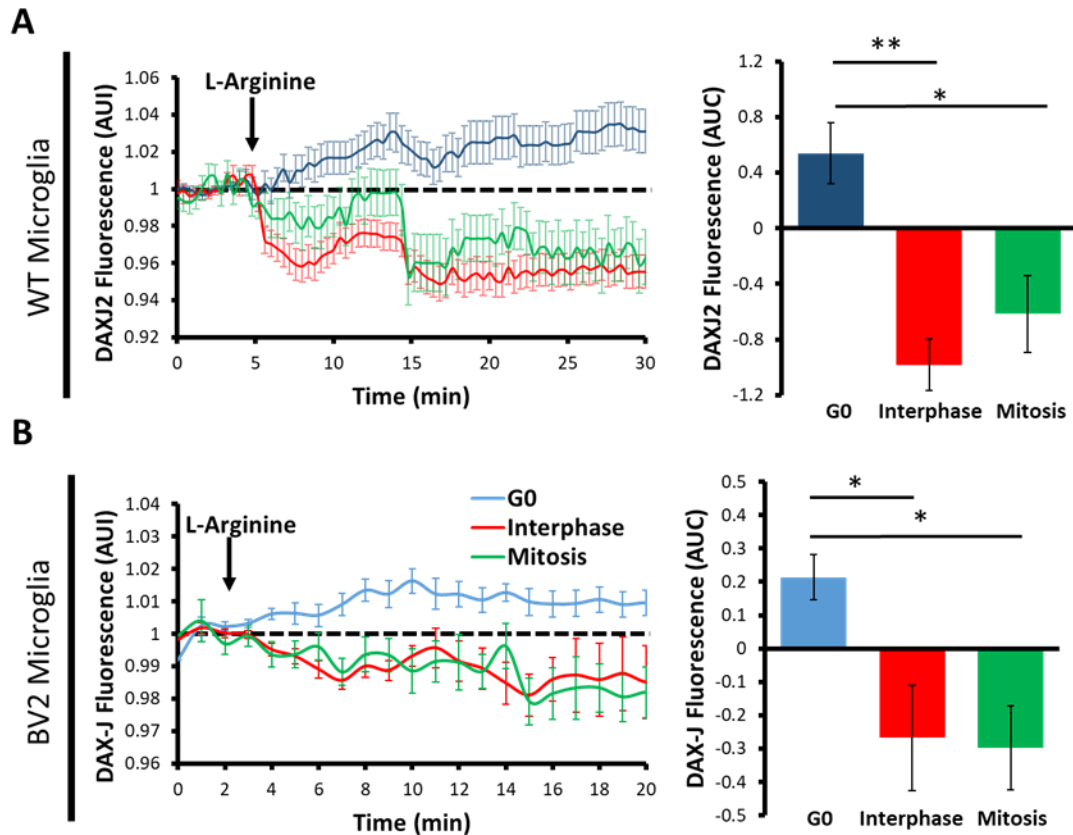 A
WT Microglia
DAXJ2 Fluorescence (AUI)
1.06
1.04
1.02
1
0.98
0.96
0.94
0.92
L-Arginine
0 5 10 15 20 25 30
Time (min)
DAXJ2 Fluorescence (AUC)
1.2
0.8
0.4
0
-0.4
-0.8
-1.2
**
*
G0 Interphase Mitosis
B
BV2 Microglia
DAX-J Fluorescence (AUI)
1.04
1.03
1.02
1.01
1
0.99
0.98
0.97
0.96
L-Arginine
G0
Interphase
Mitosis
0 2 4 6 8 10 12 14 16 18 20
Time (min)
DAX-J Fluorescence (AUC)
0.5
0.4
0.3
0.2
0.1
0
-0.1
-0.2
-0.3
-0.4
-0.5
*
*
G0 Interphase Mitosis